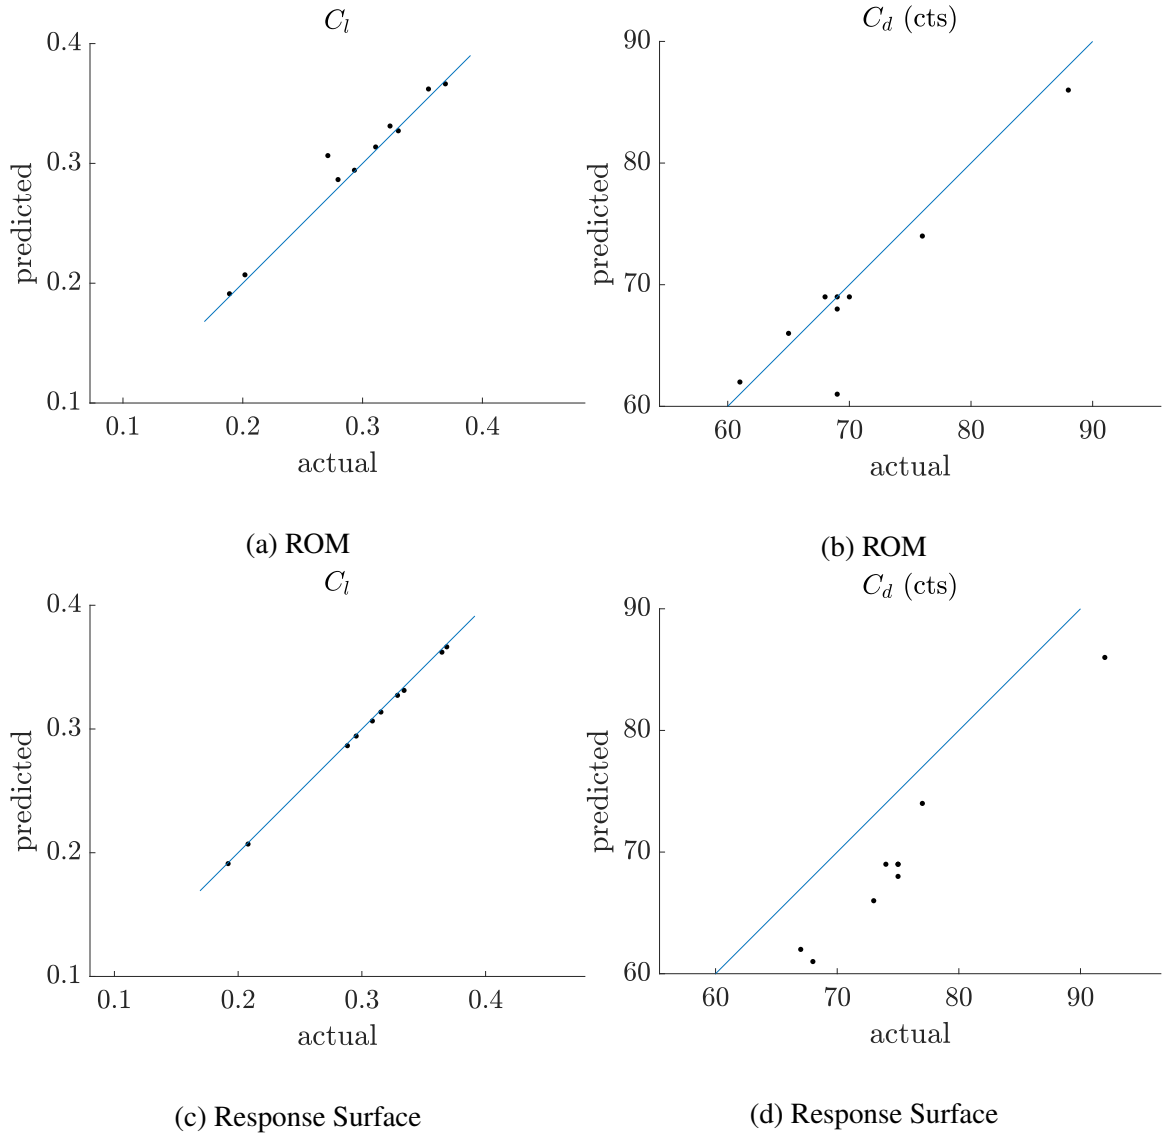 C_l
0.4
0.3
0.2
0.1
predicted
0.1 0.2 0.3 0.4
actual
(a) ROM
C_d (cts)
90
80
70
60
predicted
60 70 80 90
actual
(b) ROM
C_l
0.4
0.3
0.2
0.1
predicted
0.1 0.2 0.3 0.4
actual
(c) Response Surface
C_d (cts)
90
80
70
60
predicted
60 70 80 90
actual
(d) Response Surface